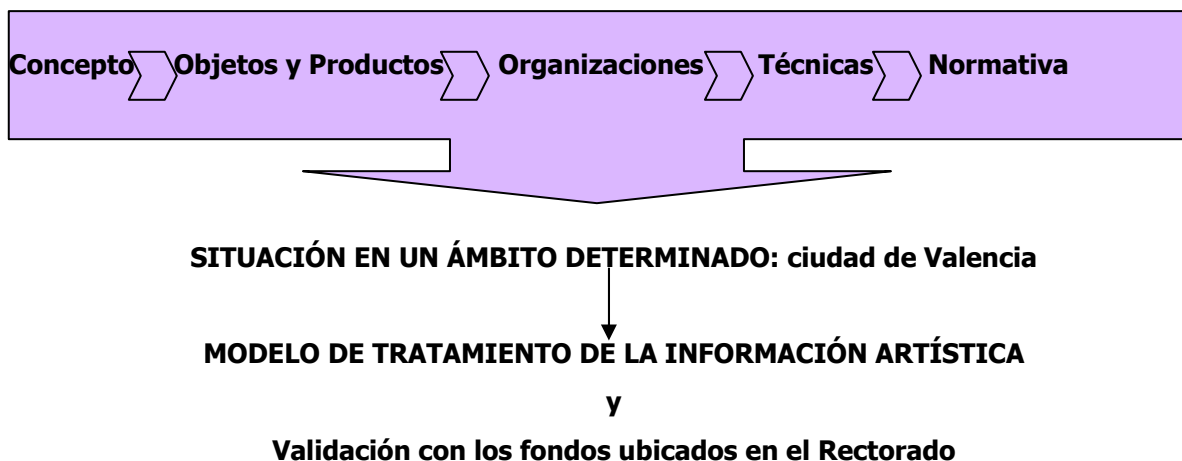 Concepto Objetos y Productos Organizaciones Técnicas Normativa
SITUACIÓN EN UN ÁMBITO DETERMINADO: ciudad de Valencia
MODELO DE TRATAMIENTO DE LA INFORMACIÓN ARTÍSTICA
y
Validación con los fondos ubicados en el Rectorado